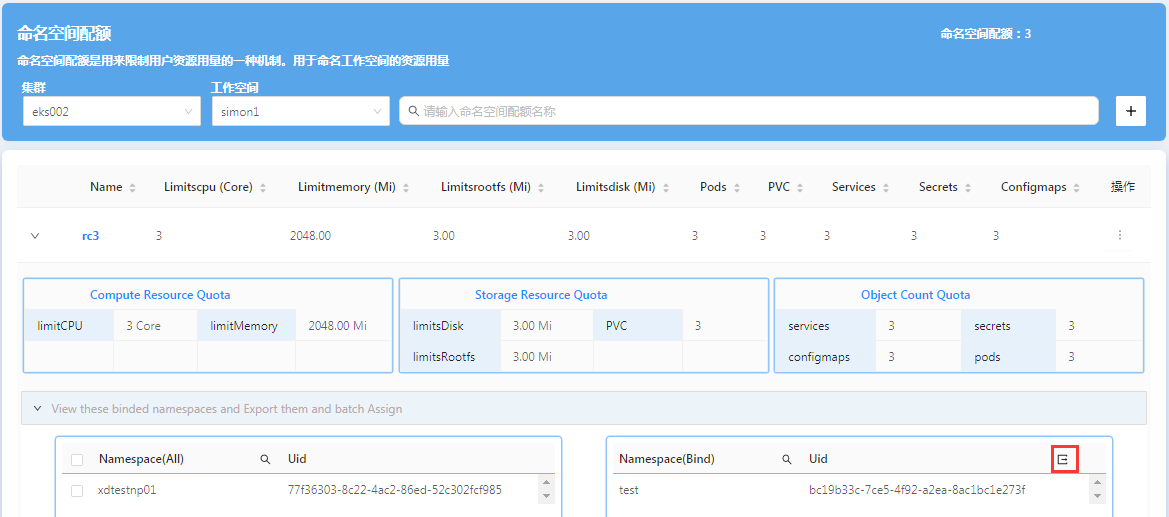 命名空间配额
命名空间配额：3
命名空间配额是用来限制用户资源用量的一种机制。用于命名工作空间的资源用量
集群 工作空间
eks002 simon1 请输入命名空间配额名称 +
Name Limitscpu (Core) Limitmemory (Mi) Limitsrootfs (Mi) Limitsdisk (Mi) Pods PVC Services Secrets Configmaps 操作
rc3 3 2048.00 3.00 3.00 3 3 3 3 3
Compute Resource Quota Storage Resource Quota Object Count Quota
limitCPU 3 Core limitMemory 2048.00 Mi limitsDisk 3.00 Mi PVC 3 services 3 secrets 3
limitsRootfs 3.00 Mi configmaps 3 pods 3
View these binded namespaces and Export them and batch Assign
Namespace(All) Uid Namespace(Bind) Uid
xdtestnp01 77f36303-8c22-4ac2-86ed-52c302fcf985 test bc19b33c-7ce5-4f92-a2ea-8ac1bc1e273f